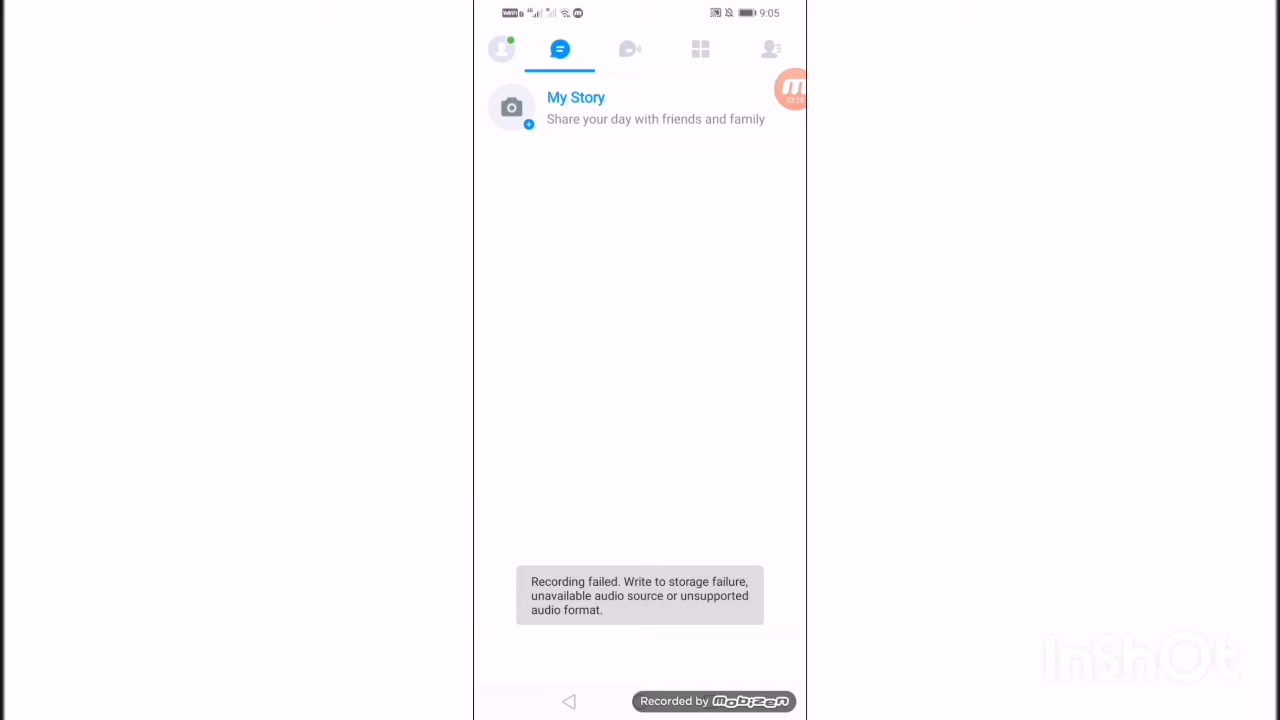 9:05
My Story
Share your day with friends and family
Recording failed. Write to storage failure,
unavailable audio source or unsupported
audio format.
Recorded by mobizen
InShOt